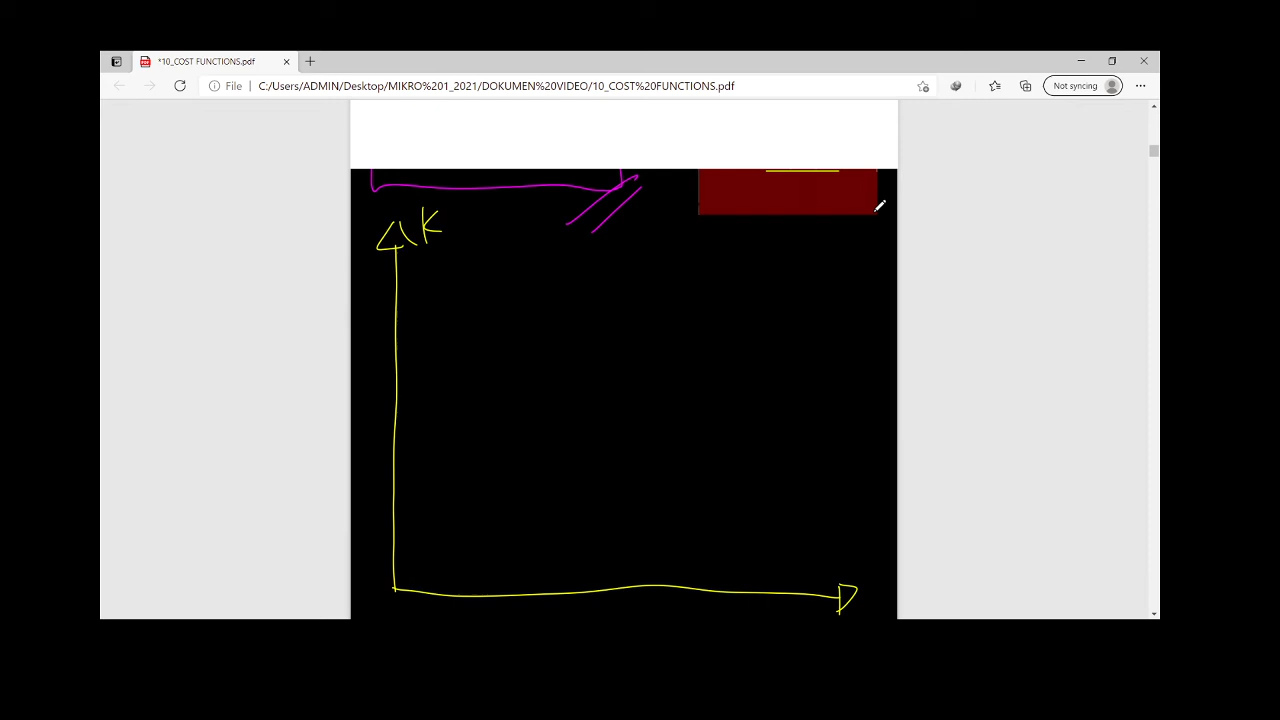 *10_COST FUNCTIONS.pdf
File C:/Users/ADMIN/Desktop/MIKRO%201_2021/DOKUMEN%20VIDEO/10_COST%20FUNCTIONS.pdf Not syncing
K